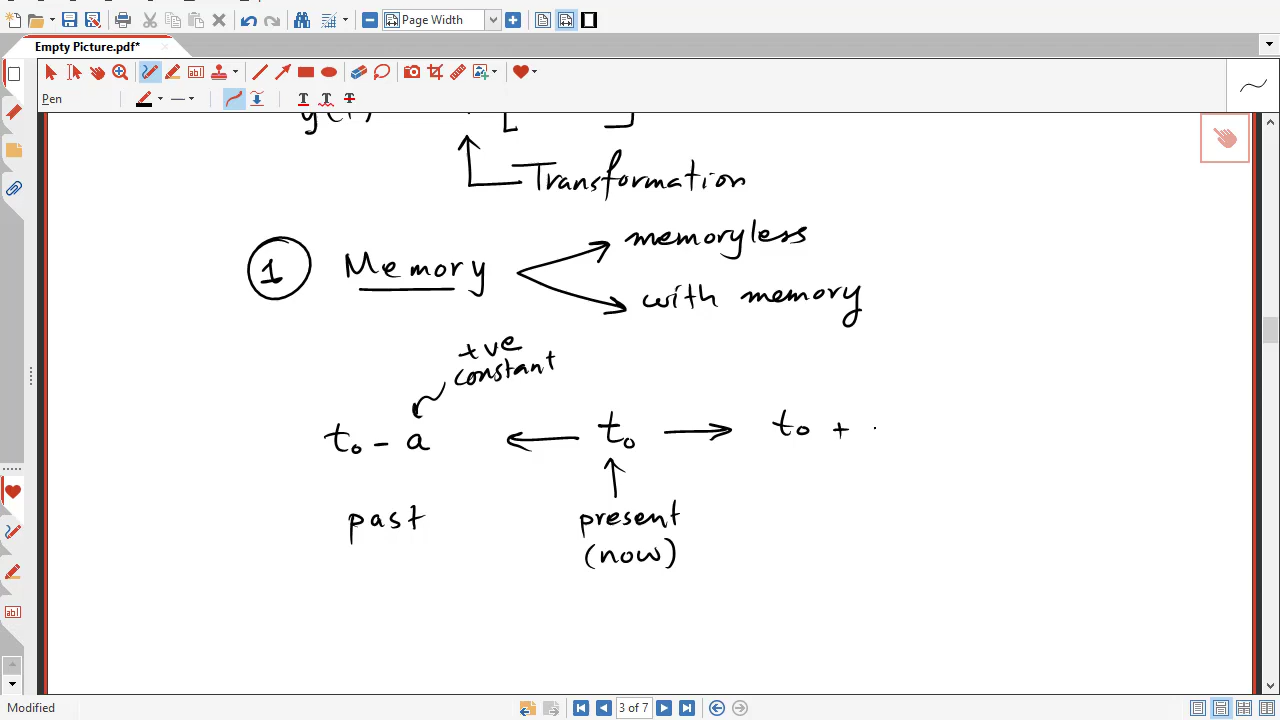 Page Width
Empty Picture.pdf*
Pen
Transformation
1 Memory
memoryless
with memory
+ve
constant
to - a
to
to +
past
present
(now)
Modified
3 of 7